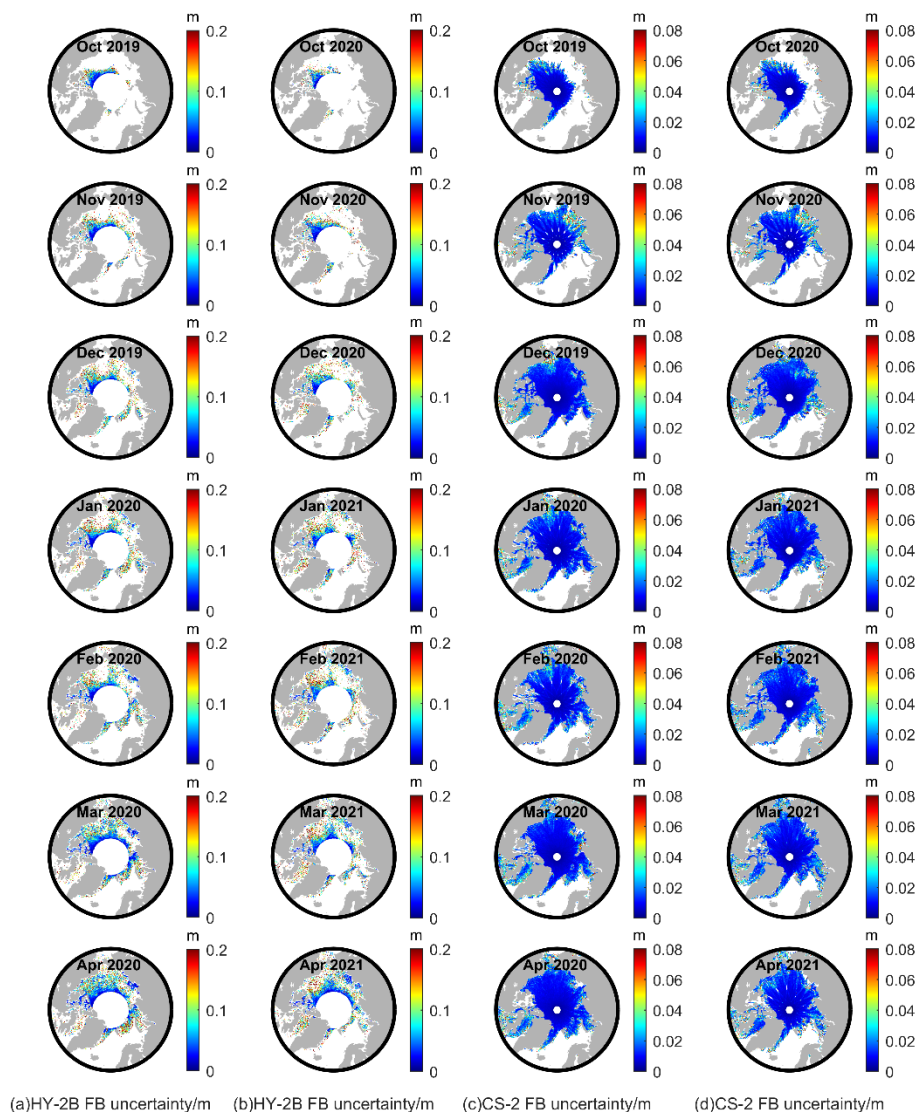 m m m m
Oct 2019 0.2 Oct 2020 0.2 Oct 2019 0.08 Oct 2020 0.08
0.06 0.06
0.1 0.1 0.04 0.04
0.02 0.02
0 0 0 0
m m m m
Nov 2019 0.2 Nov 2020 0.2 Nov 2019 0.08 Nov 2020 0.08
0.06 0.06
0.1 0.1 0.04 0.04
0.02 0.02
0 0 0 0
m m m m
Dec 2019 0.2 Dec 2020 0.2 Dec 2019 0.08 Dec 2020 0.08
0.06 0.06
0.1 0.1 0.04 0.04
0.02 0.02
0 0 0 0
m m m m
Jan 2020 0.2 Jan 2021 0.2 Jan 2020 0.08 Jan 2021 0.08
0.06 0.06
0.1 0.1 0.04 0.04
0.02 0.02
0 0 0 0
m m m m
Feb 2020 0.2 Feb 2021 0.2 Feb 2020 0.08 Feb 2021 0.08
0.06 0.06
0.1 0.1 0.04 0.04
0.02 0.02
0 0 0 0
m m m m
Mar 2020 0.2 Mar 2021 0.2 Mar 2020 0.08 Mar 2021 0.08
0.06 0.06
0.1 0.1 0.04 0.04
0.02 0.02
0 0 0 0
m m m m
Apr 2020 0.2 Apr 2021 0.2 Apr 2020 0.08 Apr 2021 0.08
0.06 0.06
0.1 0.1 0.04 0.04
0.02 0.02
0 0 0 0
(a)HY-2B FB uncertainty/m (b)HY-2B FB uncertainty/m (c)CS-2 FB uncertainty/m (d)CS-2 FB uncertainty/m